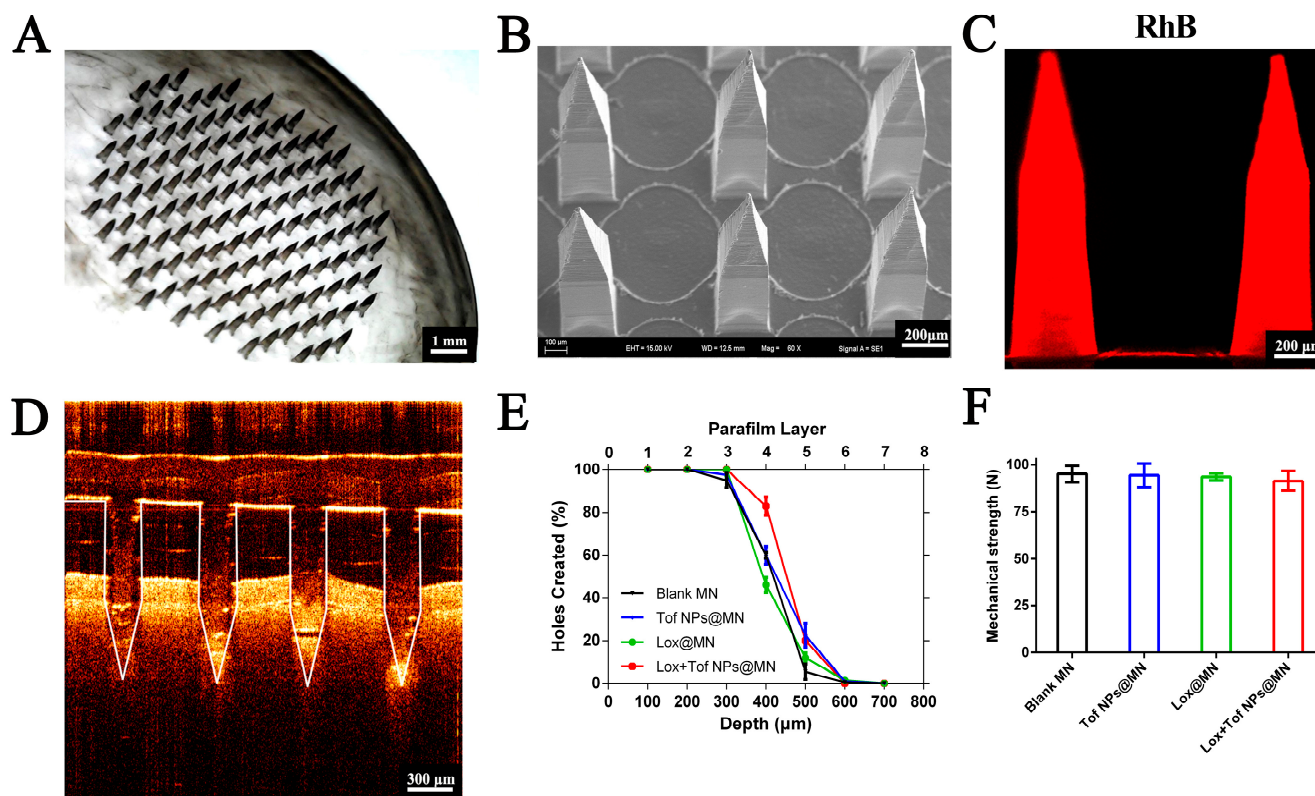 A
1 mm
B
100 µm
EHT = 15.00 kV
WD = 12.5 mm
Mag = 60 X
Signal A = SE1
200µm
C
RhB
200 µm
D
300 µm
E
Parafilm Layer
0 1 2 3 4 5 6 7 8
Holes Created (%)
100
80
60
40
20
0
Blank MN
Tof NPs@MN
Lox@MN
Lox+Tof NPs@MN
0 100 200 300 400 500 600 700 800
Depth (µm)
F
Mechanical strength (N)
100
75
50
25
0
Blank MN
Tof NPs@MN
Lox@MN
Lox+Tof NPs@MN